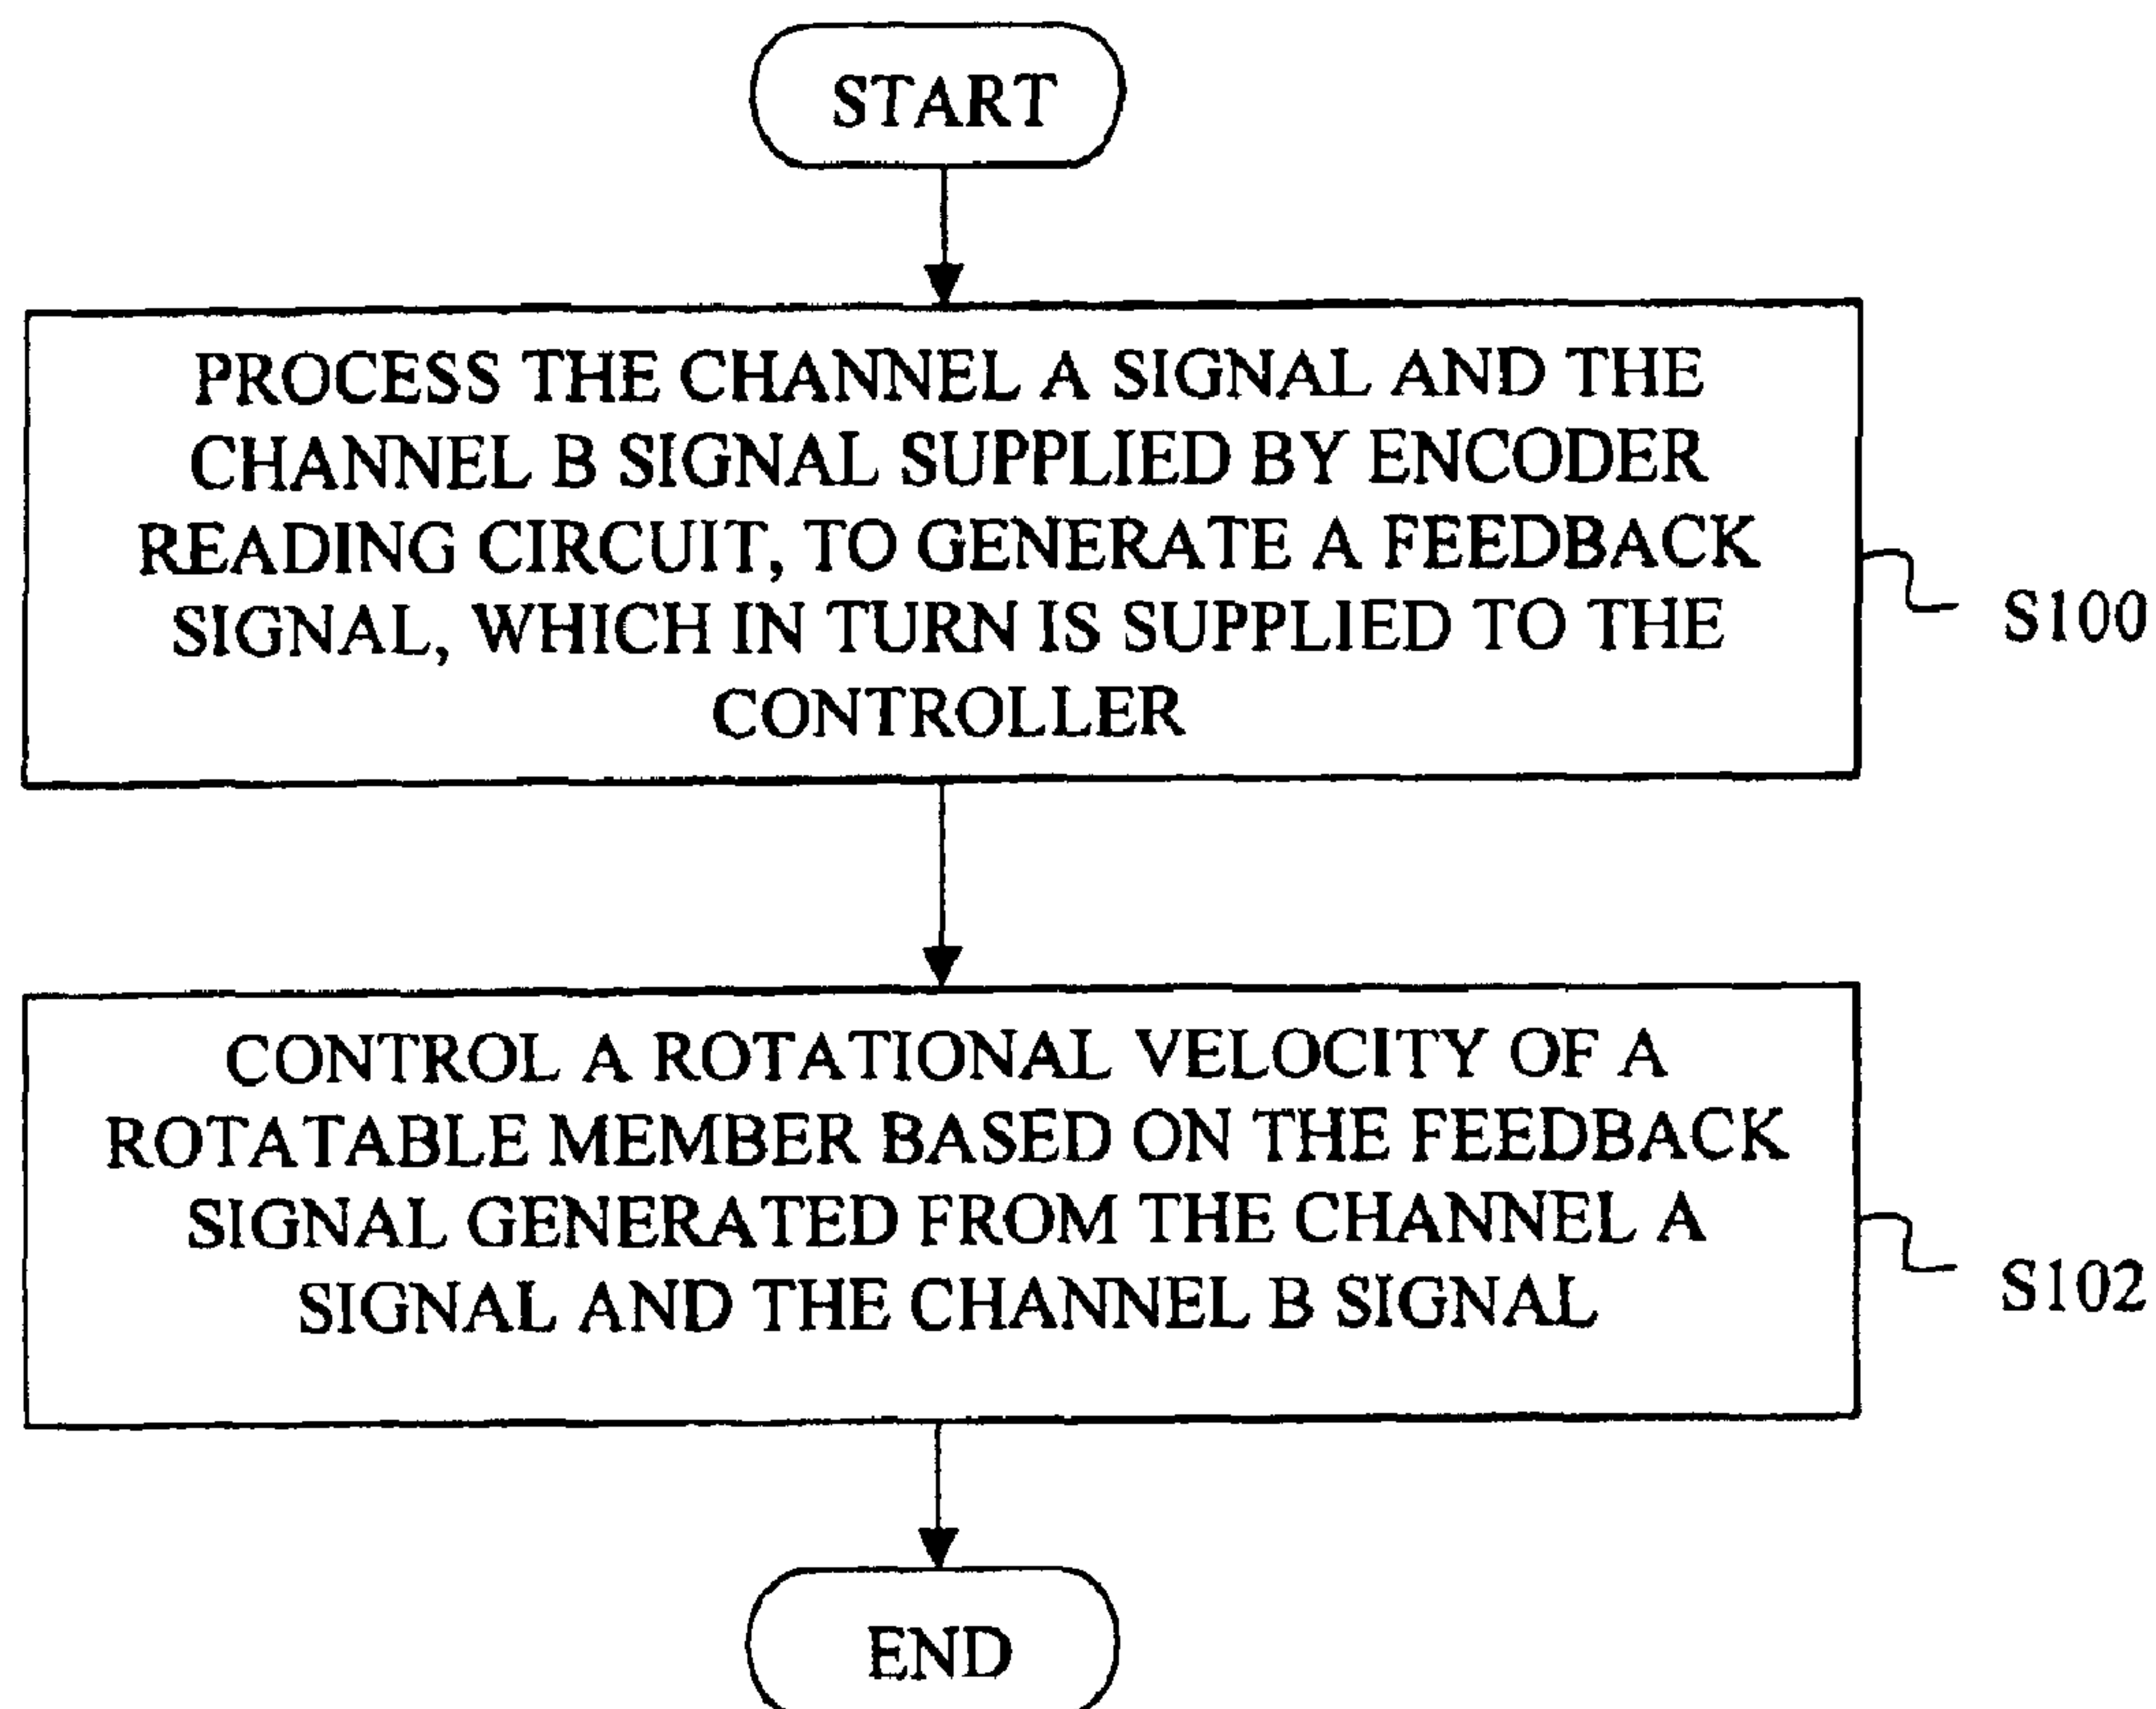 START
PROCESS THE CHANNEL A SIGNAL AND THE
CHANNEL B SIGNAL SUPPLIED BY ENCODER
READING CIRCUIT, TO GENERATE A FEEDBACK
SIGNAL, WHICH IN TURN IS SUPPLIED TO THE
CONTROLLER
S100
CONTROL A ROTATIONAL VELOCITY OF A
ROTATABLE MEMBER BASED ON THE FEEDBACK
SIGNAL GENERATED FROM THE CHANNEL A
SIGNAL AND THE CHANNEL B SIGNAL
S102
END